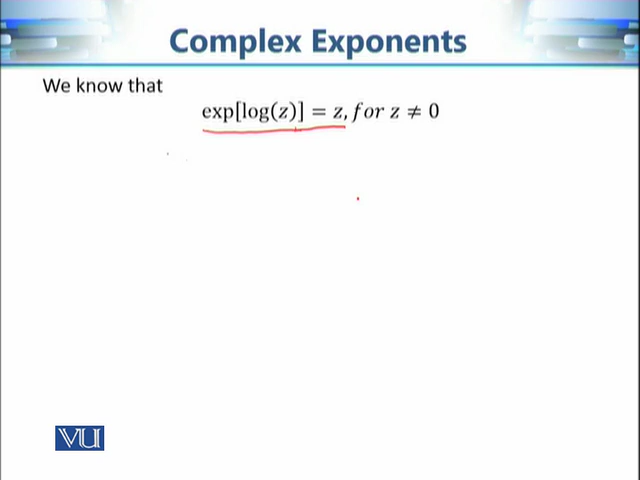 Complex Exponents
We know that
exp[log(z)] = z, for z ≠ 0
VU